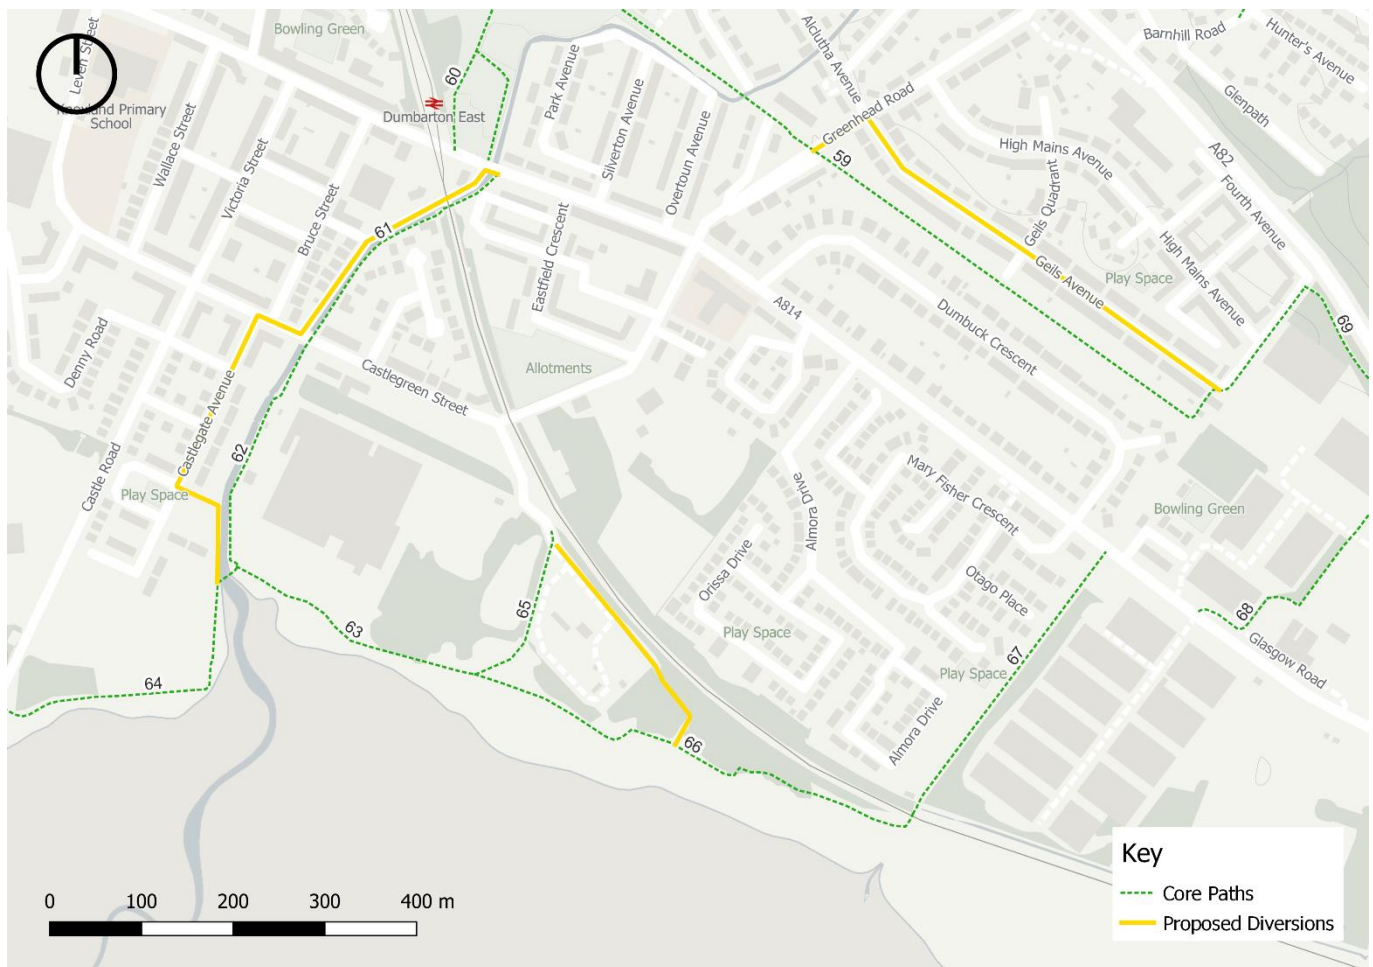 Leven Street
Bowling Green
60
Alclutha Avenue
Barnhill Road
Hunter's Avenue
Knoxland Primary
School
Dumbarton East
Park Avenue
Silverton Avenue
Overtoun Avenue
Greenhead Road
Glenpath
Wallace Street
Victoria Street
Bruce Street
59
High Mains Avenue
A82
Fourth Avenue
61
Eastfield Crescent
Geils Quadrant
Geils Avenue
High Mains Avenue
Play Space
A814
Dumbuck Crescent
69
Denny Road
Castlegreen Street
Allotments
Castlegate Avenue
62
Castle Road
Play Space
Almora Drive
Mary Fisher Crescent
Bowling Green
Orissa Drive
Otago Place
65
63
Play Space
67
68
Glasgow Road
Play Space
64
66
Almora Drive
Key
Core Paths
Proposed Diversions
0 100 200 300 400 m